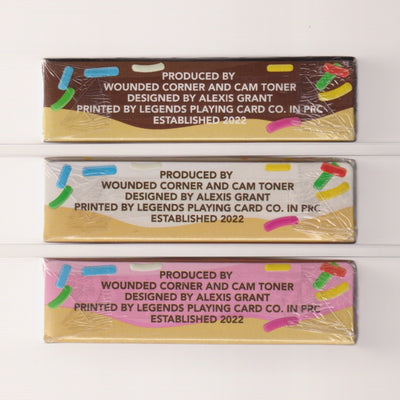 PRODUCED BY
WOUNDED CORNER AND CAM TONER
DESIGNED BY ALEXIS GRANT
PRINTED BY LEGENDS PLAYING CARD CO. IN PRC
ESTABLISHED 2022
PRODUCED BY
WOUNDED CORNER AND CAM TONER
DESIGNED BY ALEXIS GRANT
PRINTED BY LEGENDS PLAYING CARD CO. IN PRC
ESTABLISHED 2022
PRODUCED BY
WOUNDED CORNER AND CAM TONER
DESIGNED BY ALEXIS GRANT
PRINTED BY LEGENDS PLAYING CARD CO. IN PRC
ESTABLISHED 2022